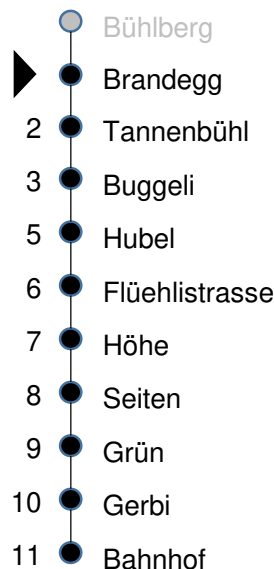 Bühlberg
Brandegg
2 Tannenbühl
3 Buggeli
5 Hubel
6 Flüehlistrasse
7 Höhe
8 Seiten
9 Grün
10 Gerbi
11 Bahnhof